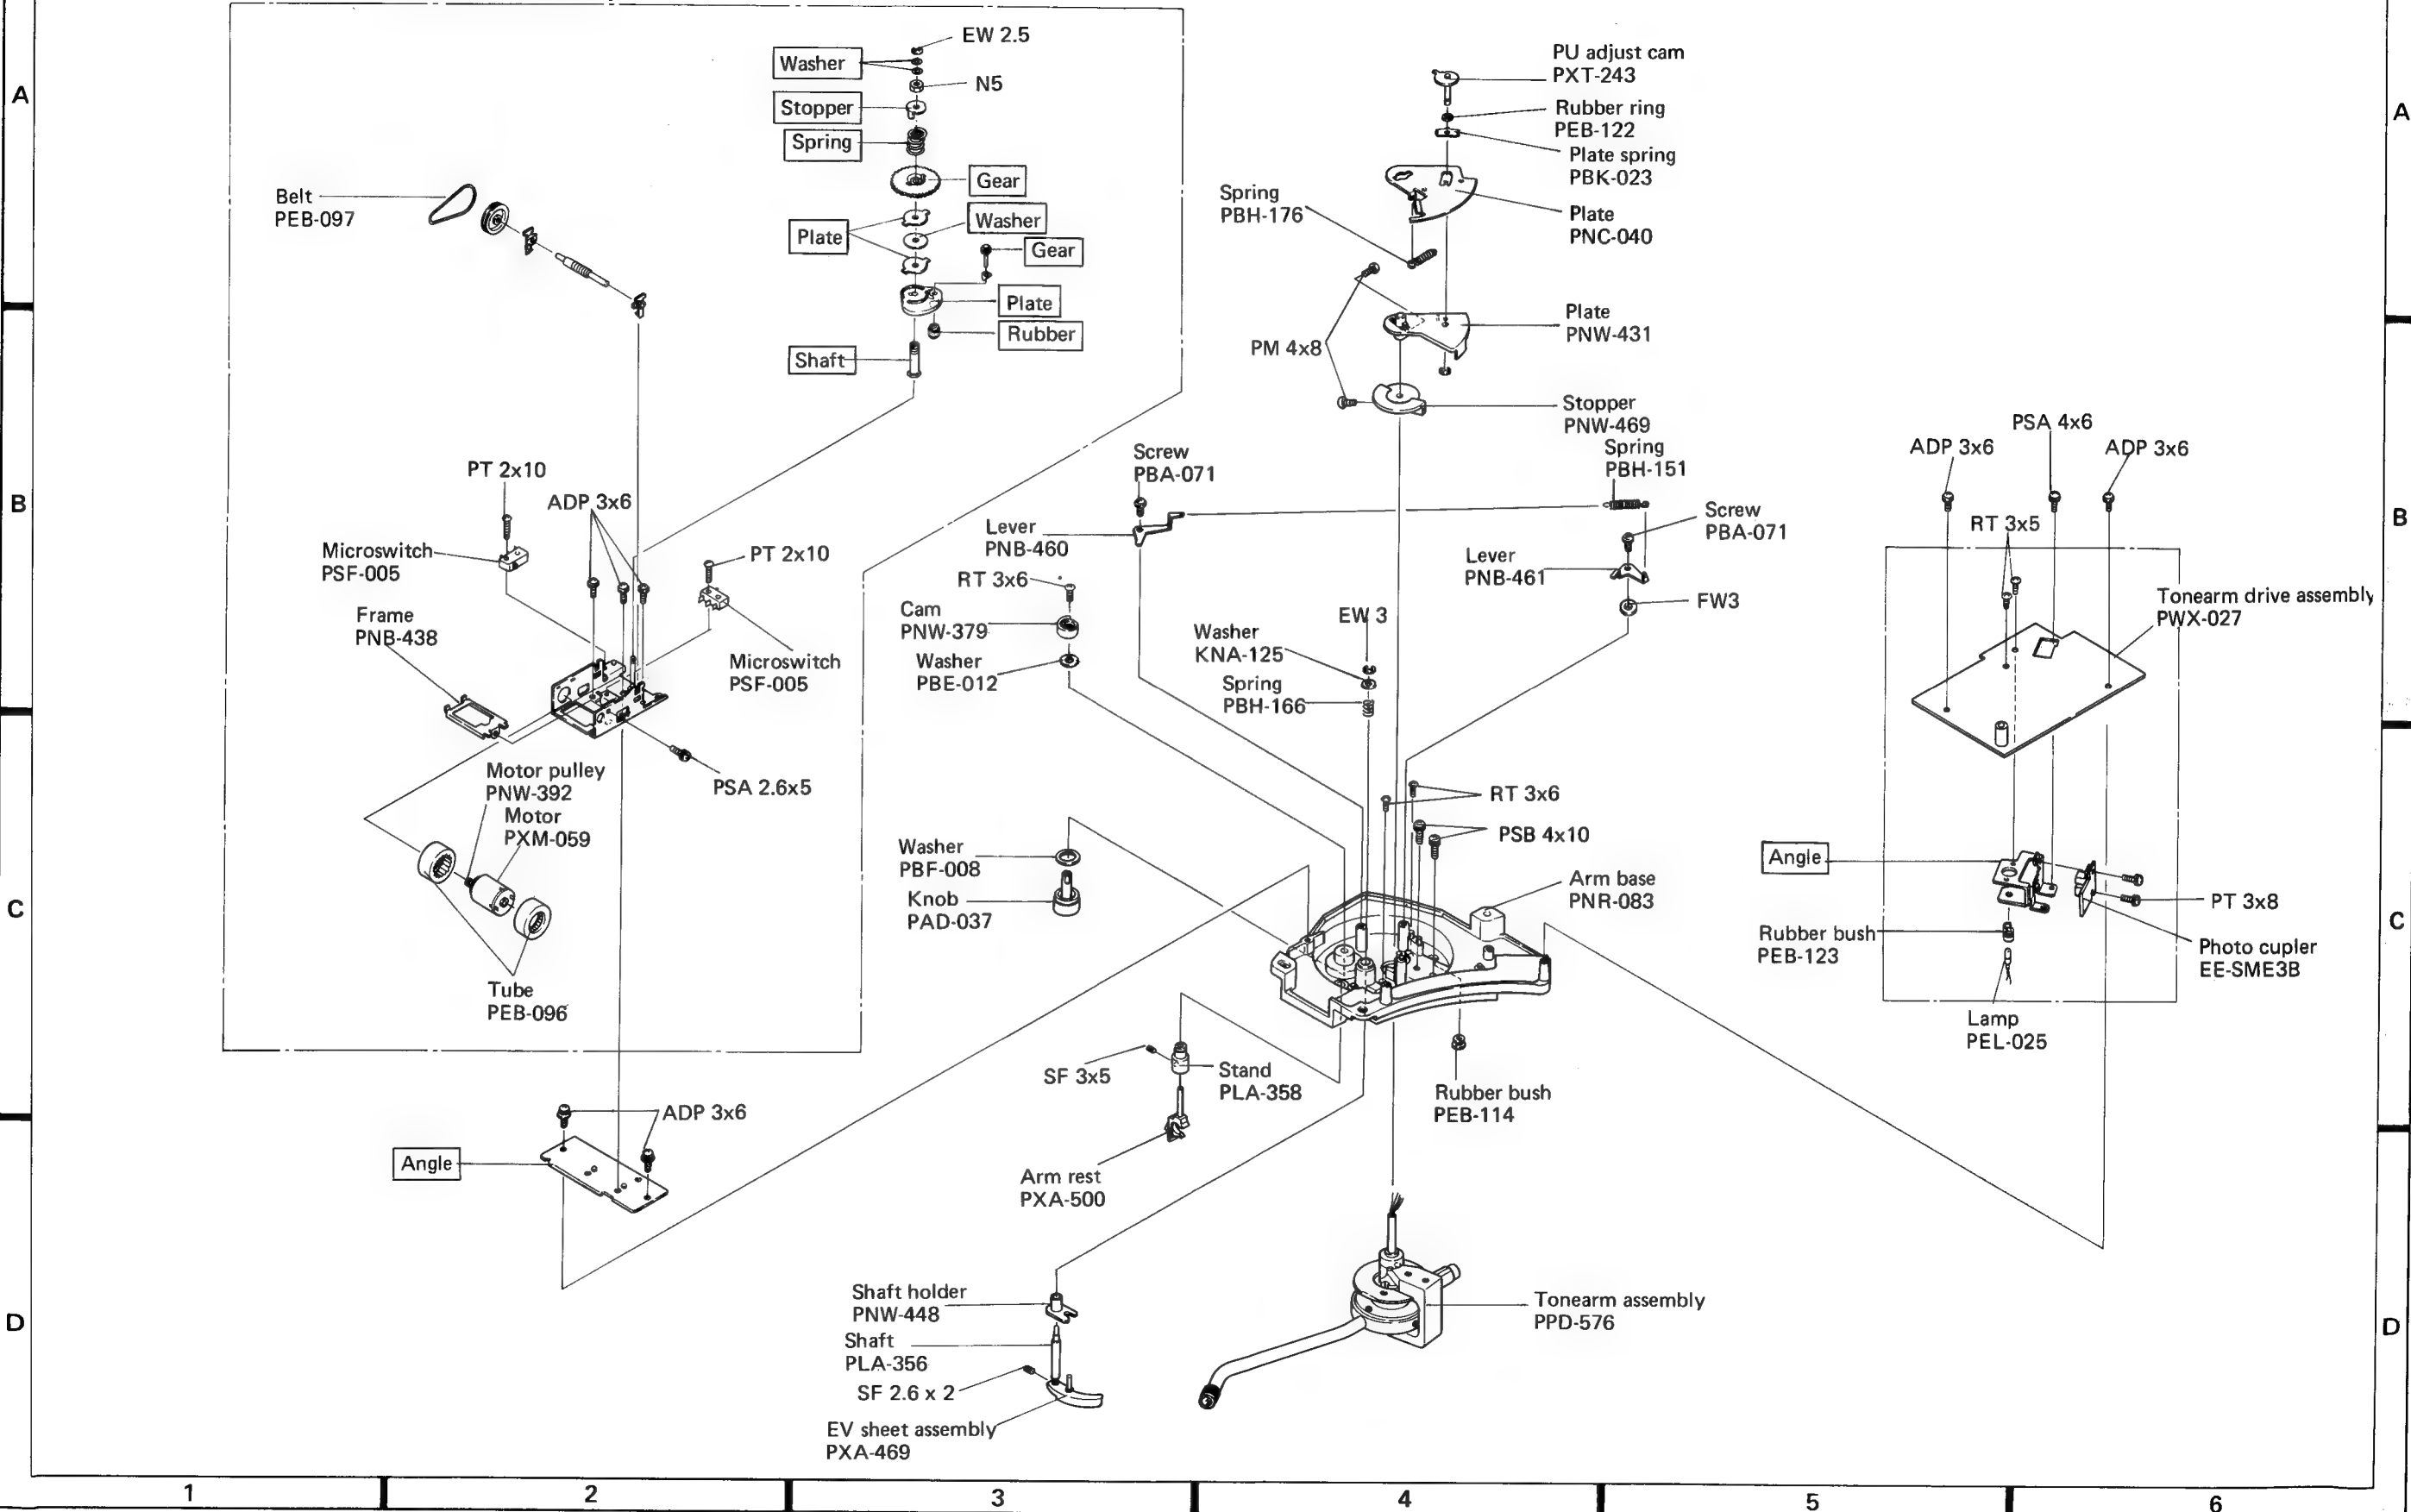 A
A
B
B
C
C
D
D
1
2
3
4
5
6
EW 2.5
Washer
N5
Stopper
Spring
Gear
Washer
Plate
Gear
Plate
Rubber
Shaft
Belt
PEB-097
PT 2x10
ADP 3x6
Microswitch
PSF-005
PT 2x10
Frame
PNB-438
Microswitch
PSF-005
Motor pulley
PNW-392
PSA 2.6x5
Motor
PXM-059
Tube
PEB-096
ADP 3x6
Angle
PU adjust cam
PXT-243
Rubber ring
PEB-122
Plate spring
PBK-023
Spring
PBH-176
Plate
PNC-040
Plate
PNW-431
PM 4x8
Stopper
PNW-469
Spring
PBH-151
Screw
PBA-071
Screw
PBA-071
Lever
PNB-460
Lever
PNB-461
RT 3x6
FW3
Cam
PNW-379
EW 3
Washer
KNA-125
Washer
PBE-012
Spring
PBH-166
RT 3x6
PSB 4x10
Washer
PBF-008
Knob
PAD-037
Arm base
PNR-083
SF 3x5
Stand
PLA-358
Rubber bush
PEB-114
Arm rest
PXA-500
Shaft holder
PNW-448
Shaft
PLA-356
SF 2.6 x 2
EV sheet assembly
PXA-469
Tonearm assembly
PPD-576
PSA 4x6
ADP 3x6
ADP 3x6
RT 3x5
Tonearm drive assembly
PWX-027
Angle
PT 3x8
Rubber bush
PEB-123
Photo cupler
EE-SME3B
Lamp
PEL-025